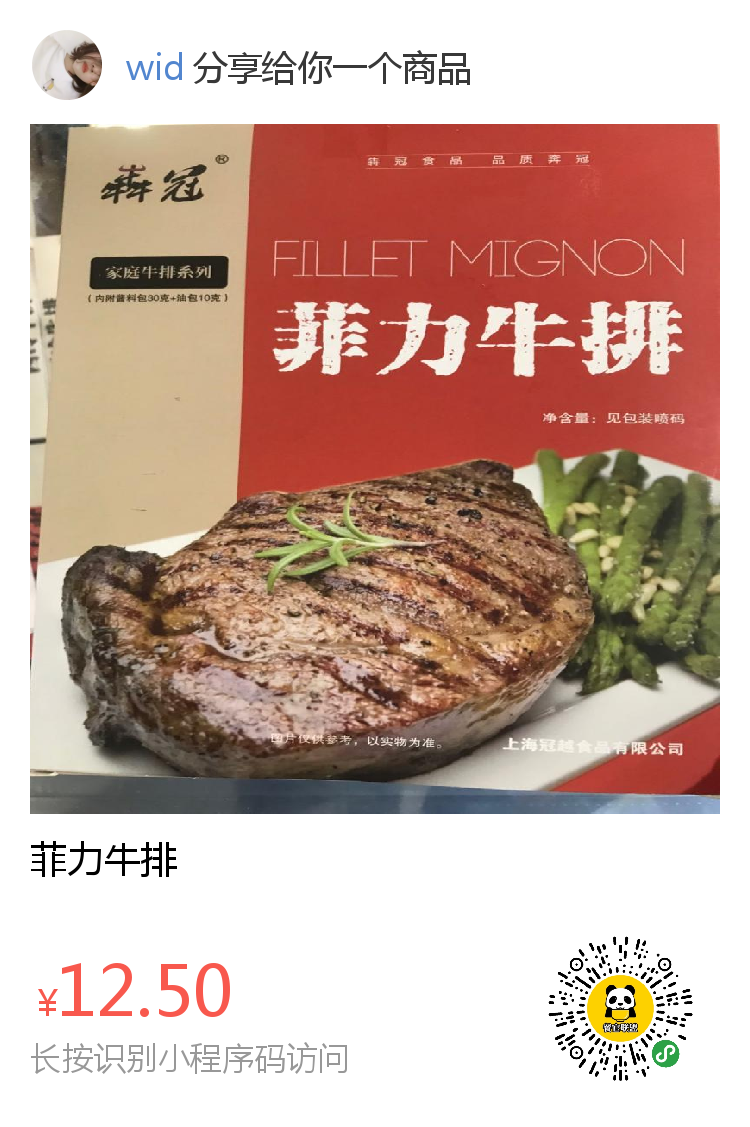 wid 分享给你一个商品
犇冠®
犇冠食品 品质奔冠
家庭牛排系列
(内附酱料包30克+油包10克)
FILLET MIGNON
菲力牛排
净含量：见包装喷码
图片仅供参考，以实物为准。
上海冠越食品有限公司
菲力牛排
¥12.50
长按识别小程序码访问